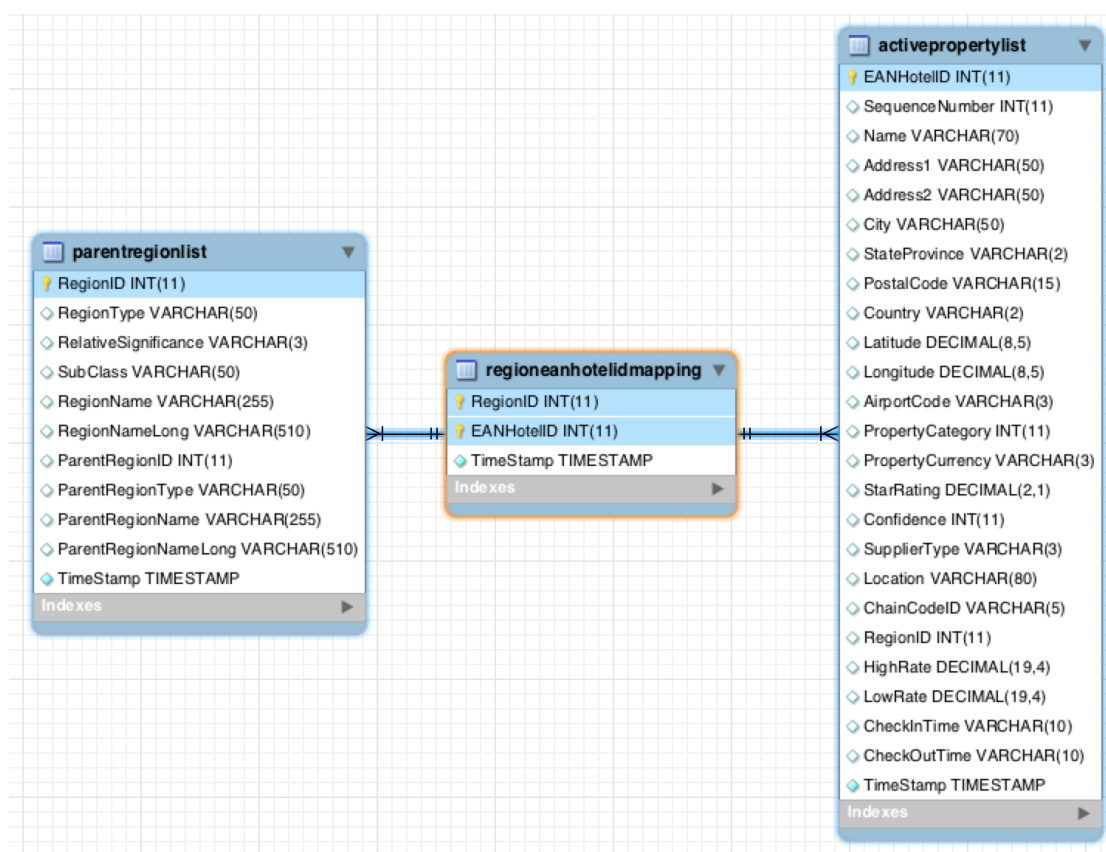 parentregionlist
RegionID INT(11)
RegionType VARCHAR(50)
RelativeSignificance VARCHAR(3)
SubClass VARCHAR(50)
RegionName VARCHAR(255)
RegionNameLong VARCHAR(510)
ParentRegionID INT(11)
ParentRegionType VARCHAR(50)
ParentRegionName VARCHAR(255)
ParentRegionNameLong VARCHAR(510)
TimeStamp TIMESTAMP
Indexes
regioneanhotelidmapping
RegionID INT(11)
EANHotelID INT(11)
TimeStamp TIMESTAMP
Indexes
activepropertylist
EANHotelID INT(11)
SequenceNumber INT(11)
Name VARCHAR(70)
Address1 VARCHAR(50)
Address2 VARCHAR(50)
City VARCHAR(50)
StateProvince VARCHAR(2)
PostalCode VARCHAR(15)
Country VARCHAR(2)
Latitude DECIMAL(8,5)
Longitude DECIMAL(8,5)
AirportCode VARCHAR(3)
PropertyCategory INT(11)
PropertyCurrency VARCHAR(3)
StarRating DECIMAL(2,1)
Confidence INT(11)
SupplierType VARCHAR(3)
Location VARCHAR(80)
ChainCodeID VARCHAR(5)
RegionID INT(11)
HighRate DECIMAL(19,4)
LowRate DECIMAL(19,4)
CheckInTime VARCHAR(10)
CheckOutTime VARCHAR(10)
TimeStamp TIMESTAMP
Indexes